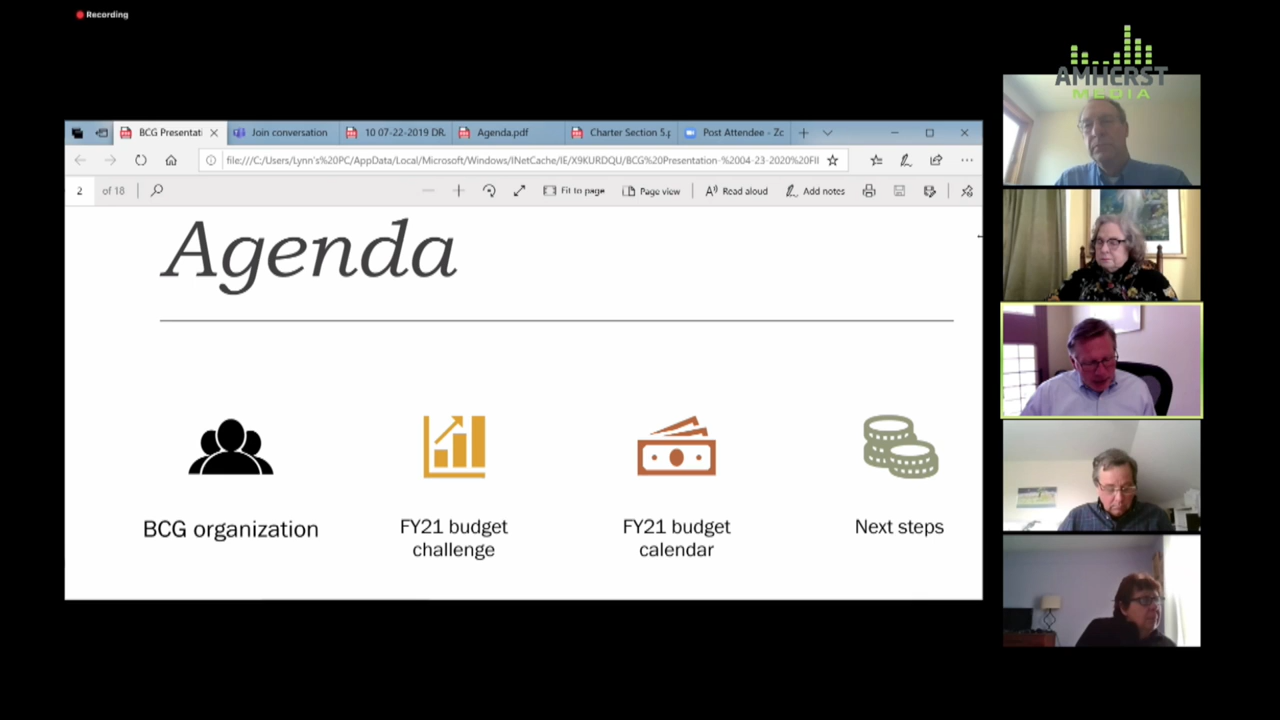 Recording
AMHERST
MEDIA
BCG Presentati
Join conversation
10 07-22-2019 DR.
Agenda.pdf
Charter Section 5.p
Post Attendee - Zc
file:///C:/Users/Lynn's%20PC/AppData/Local/Microsoft/Windows/INetCache/IE/X9KURDQU/BCG%20Presentation-%2004-23-2020%20FII
2 of 18
Fit to page
Page view
Read aloud
Add notes
Agenda
BCG organization
FY21 budget
challenge
FY21 budget
calendar
Next steps